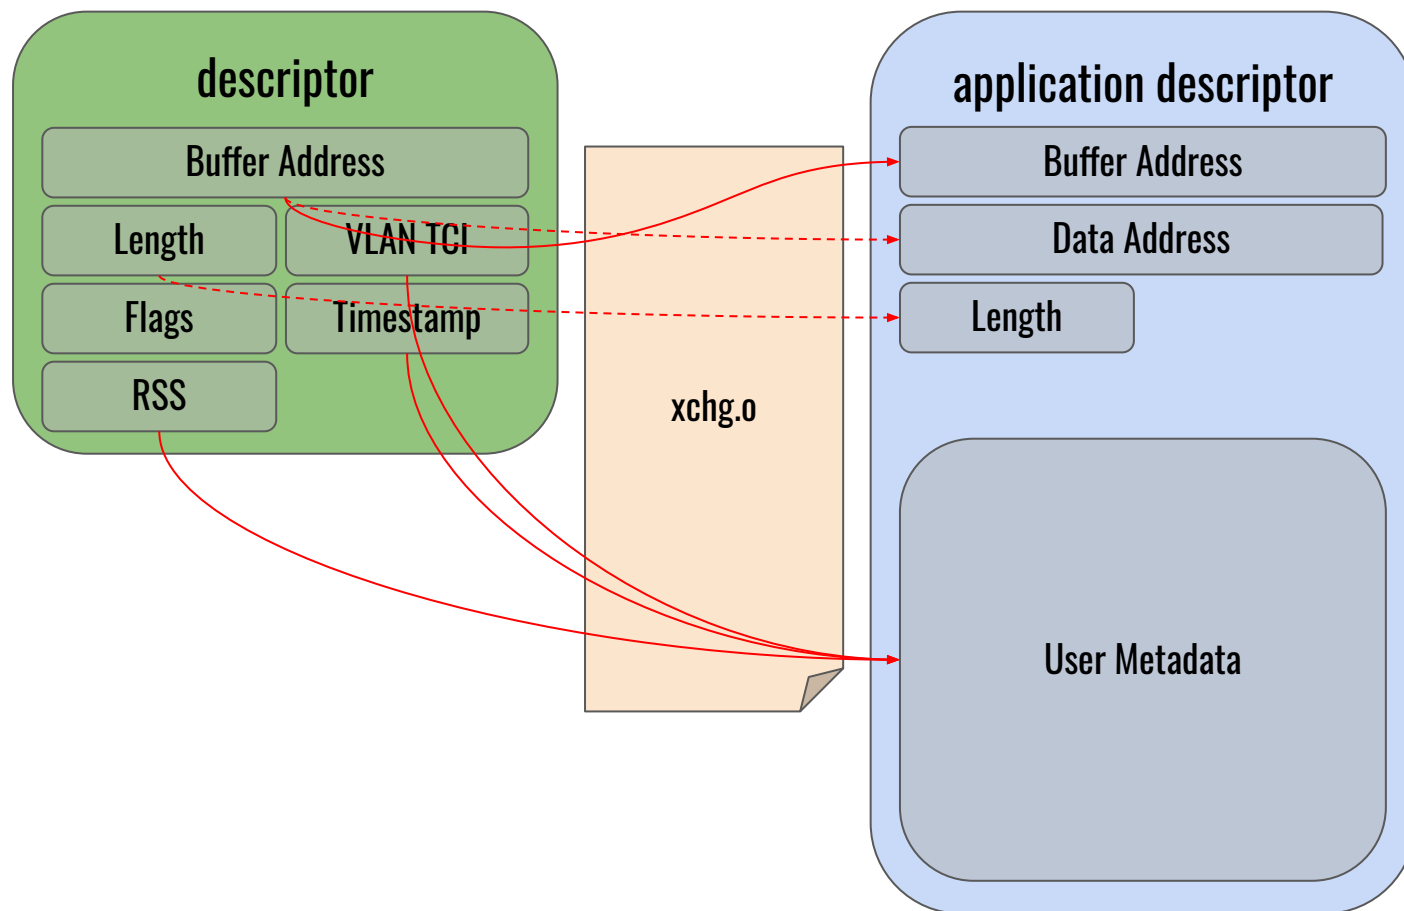 descriptor
Buffer Address
Length
VLAN TCI
Flags
Timestamp
RSS
xchg.o
application descriptor
Buffer Address
Data Address
Length
User Metadata